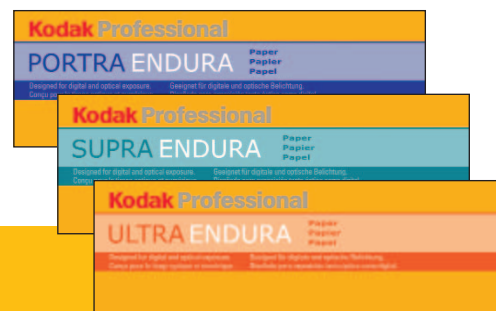 Kodak Professional
PORTRA ENDURA
Paper
Papier
Papel
Designed for digital and optical exposure. Geeignet für digitale und optische Belichtung.
Kodak Professional
SUPRA ENDURA
Paper
Papier
Papel
Designed for digital and optical exposure. Geeignet für digitale und optische Belichtung.
Kodak Professional
ULTRA ENDURA
Paper
Papier
Papel
Designed for digital and optical exposure. Geeignet für digitale und optische Belichtung.